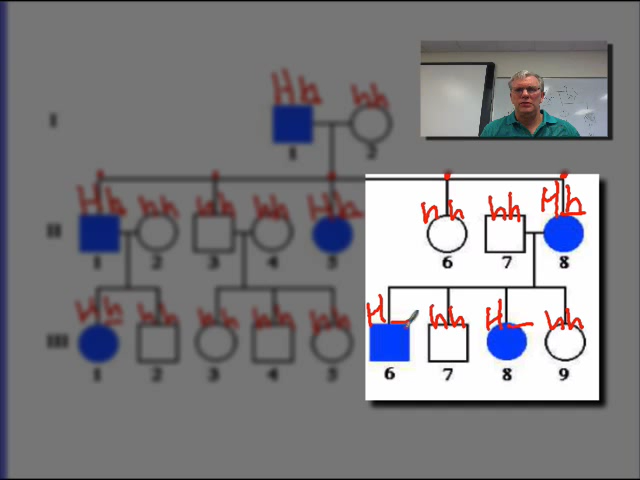 Hh hh
I
1 2
Hh hh hh hh Hh hh hh Hh
II
1 2 3 4 5 6 7 8
Hh hh hh hh hh H_ hh H_ hh
III
1 2 3 4 5 6 7 8 9